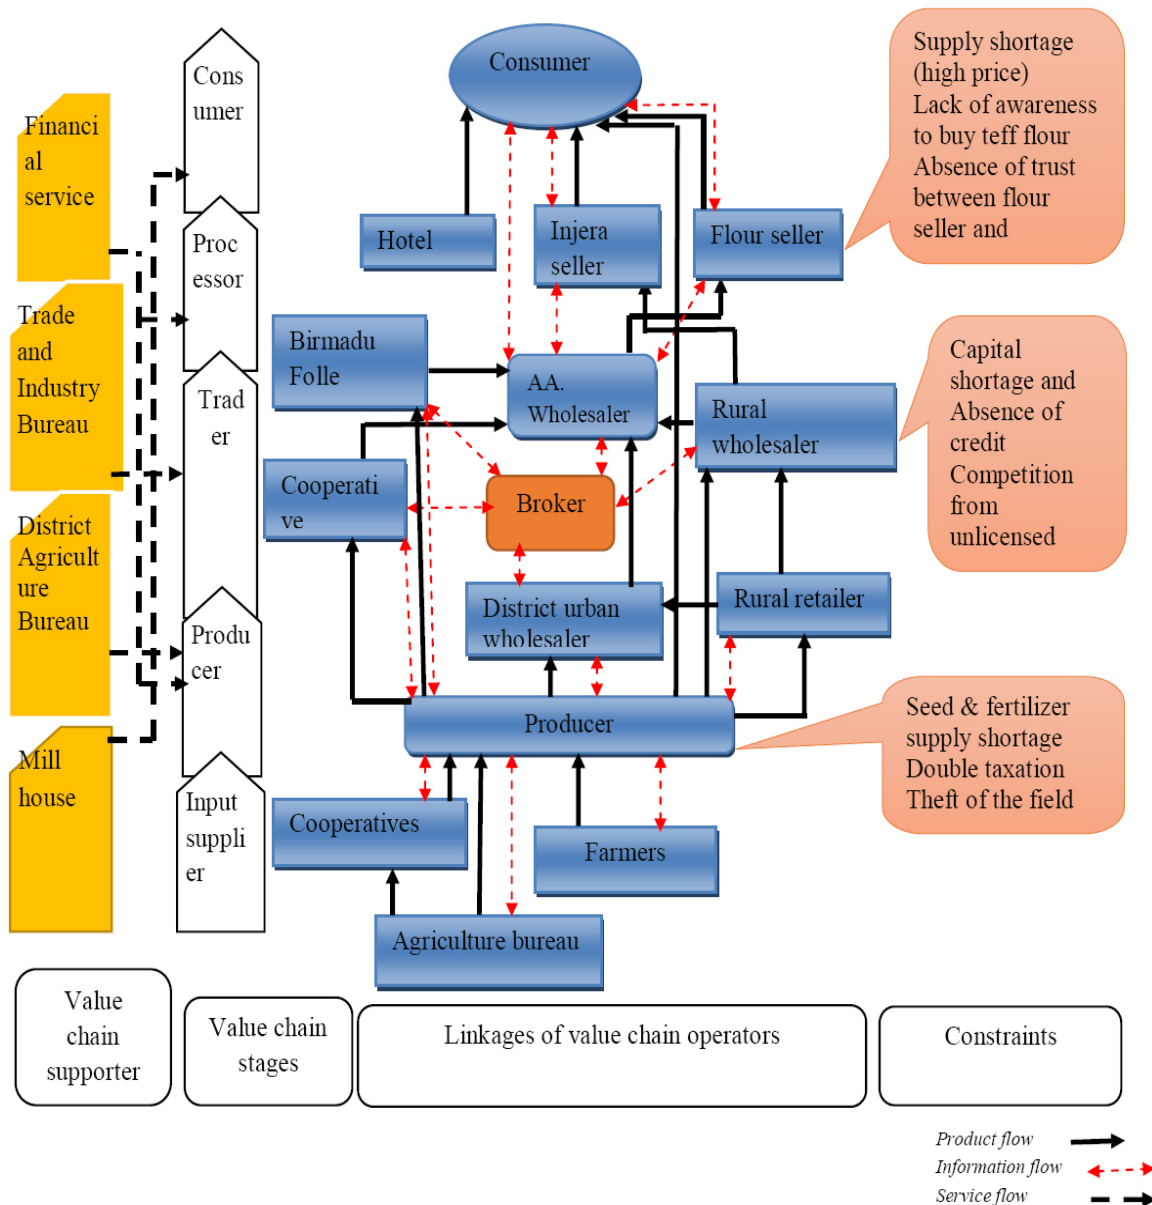 Financi
al
service
Trade
and
Industry
Bureau
District
Agricult
ure
Bureau
Mill
house
Cons
umer
Proc
essor
Trad
er
Produ
cer
Input
suppli
er
Consumer
Hotel
Injera
seller
Flour seller
Birmadu
Folle
AA.
Wholesaler
Rural
wholesaler
Cooperati
ve
Broker
District urban
wholesaler
Rural retailer
Producer
Cooperatives
Farmers
Agriculture bureau
Supply shortage
(high price)
Lack of awareness
to buy teff flour
Absence of trust
between flour
seller and
Capital
shortage and
Absence of
credit
Competition
from
unlicensed
Seed & fertilizer
supply shortage
Double taxation
Theft of the field
Value
chain
supporter
Value chain
stages
Linkages of value chain operators
Constraints
Product flow
Information flow
Service flow